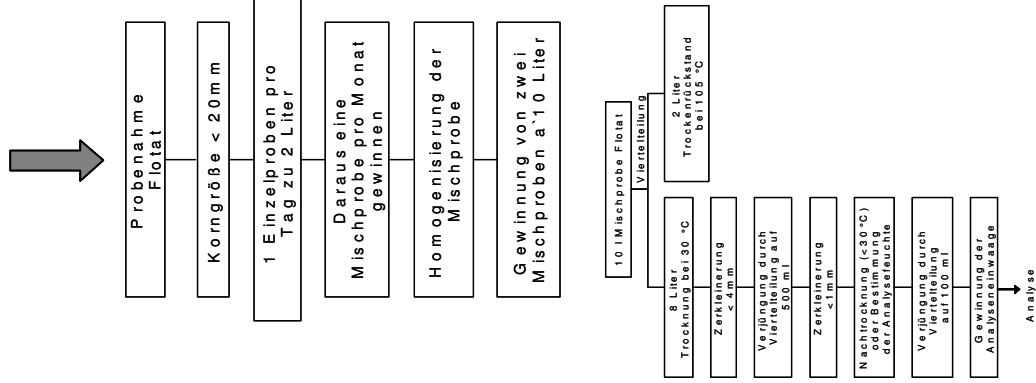 Probenahme
Flotat
Korngröße < 20mm
1 Einzelproben pro
Tag zu 2 Liter
Daraus eine
Mischprobe pro Monat
gewinnen
Homogenisierung der
Mischprobe
Gewinnung von zwei
Mischproben a`10 Liter
10 l Mischprobe Flotat
Viertelteilung
2 Liter
Trockenrückstand
bei 105 °C
8 Liter
Trocknung bei 30 °C
Zerkleinerung
< 4mm
Verjüngung durch
Viertelteilung auf
500 ml
Zerkleinerung
<1mm
Nachtrocknung (<30°C)
oder Bestimmung
der Analysefeuchte
Verjüngung durch
Viertelteilung
auf 100 ml
Gewinnung der
Analyseneinwaage
Analyse